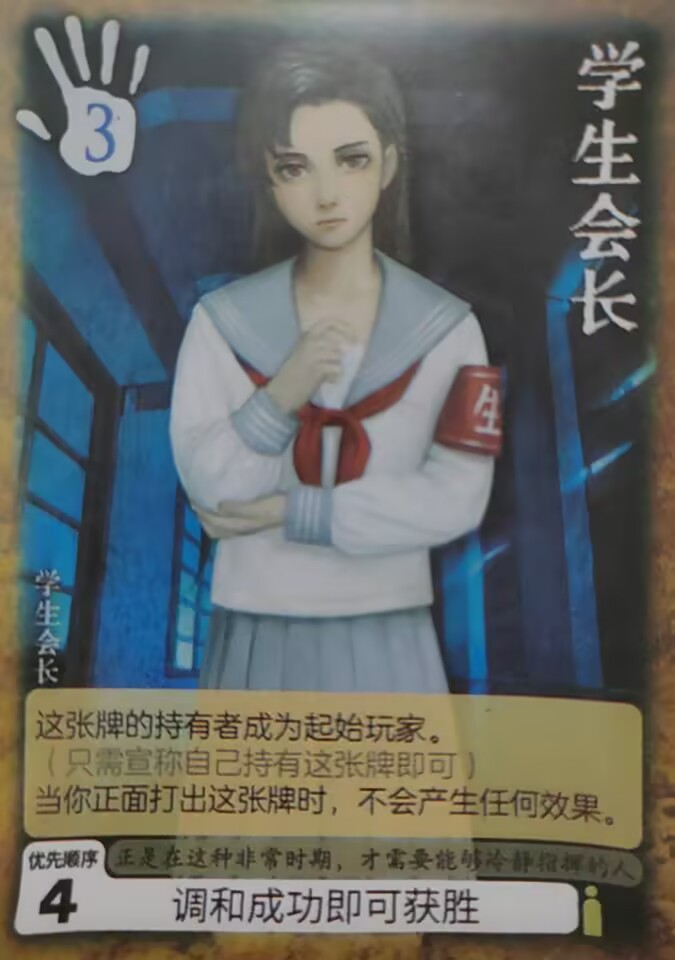 3
学生会长
生
学生会长
这张牌的持有者成为起始玩家。
（只需宣称自己持有这张牌即可）
当你正面打出这张牌时，不会产生任何效果。
优先顺序
4
正是在这种非常时期，才需要能够冷静指挥的人
调和成功即可获胜